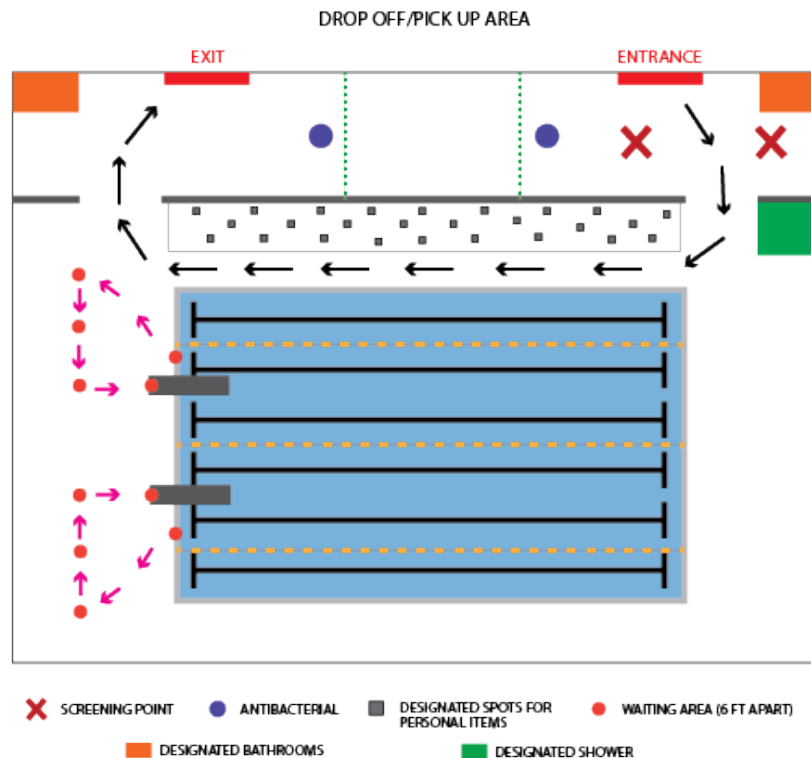 DROP OFF/PICK UP AREA
EXIT
ENTRANCE
SCREENING POINT
ANTIBACTERIAL
DESIGNATED SPOTS FOR
PERSONAL ITEMS
WAITING AREA (6 FT APART)
DESIGNATED BATHROOMS
DESIGNATED SHOWER